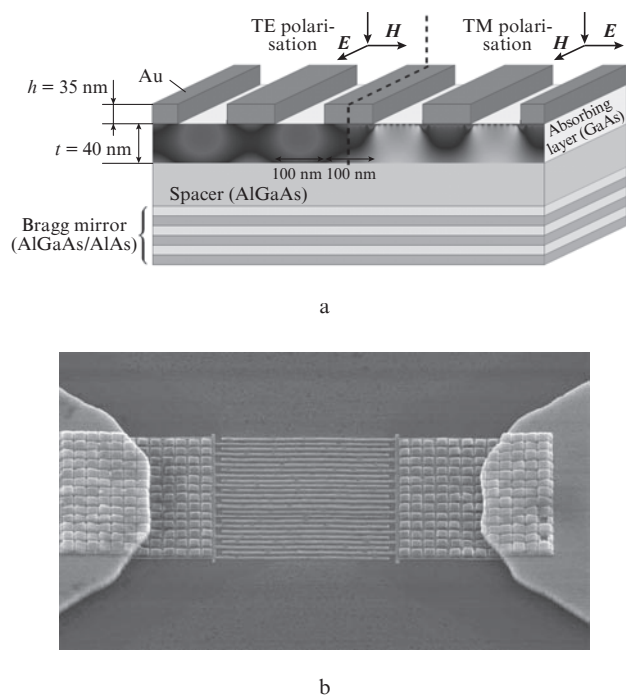 TE polari-
sation
E
H
TM polari-
sation
H
E
Au
h = 35 nm
t = 40 nm
100 nm 100 nm
Absorbing
layer (GaAs)
Spacer (AlGaAs)
Bragg mirror
(AlGaAs/AlAs)
a
b